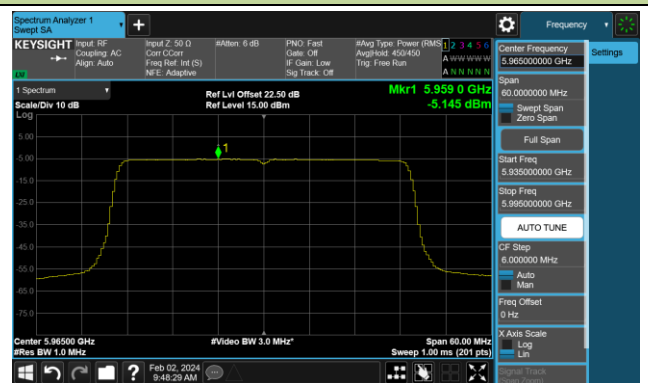 Spectrum Analyzer 1
Swept SA
+
Frequency
KEYSIGHT
Input: RF
Coupling: AC
Align: Auto
Input Z: 50 Ω
Corr CCorr
Freq Ref: Int (S)
NFE: Adaptive
#Atten: 6 dB
PNO: Fast
Gate: Off
IF Gain: Low
Sig Track: Off
#Avg Type: Power (RMS
Avg|Hold: 450/450
Trig: Free Run
1 2 3 4 5 6
A W W W W W
A N N N N N
LW
1 Spectrum
Scale/Div 10 dB
Log
Ref Lvl Offset 22.50 dB
Ref Level 15.00 dBm
Mkr1 5.959 0 GHz
-5.145 dBm
1
5.00
-5.00
-15.0
-25.0
-35.0
-45.0
-55.0
-65.0
-75.0
Center 5.96500 GHz
#Res BW 1.0 MHz
#Video BW 3.0 MHz*
Span 60.00 MHz
Sweep 1.00 ms (201 pts)
Center Frequency
5.965000000 GHz
Settings
Span
60.0000000 MHz
Swept Span
Zero Span
Full Span
Start Freq
5.935000000 GHz
Stop Freq
5.995000000 GHz
AUTO TUNE
CF Step
6.000000 MHz
Auto
Man
Freq Offset
0 Hz
X Axis Scale
Log
Lin
Signal Track
(Span Zoom)
?
Feb 02, 2024
9:48:29 AM